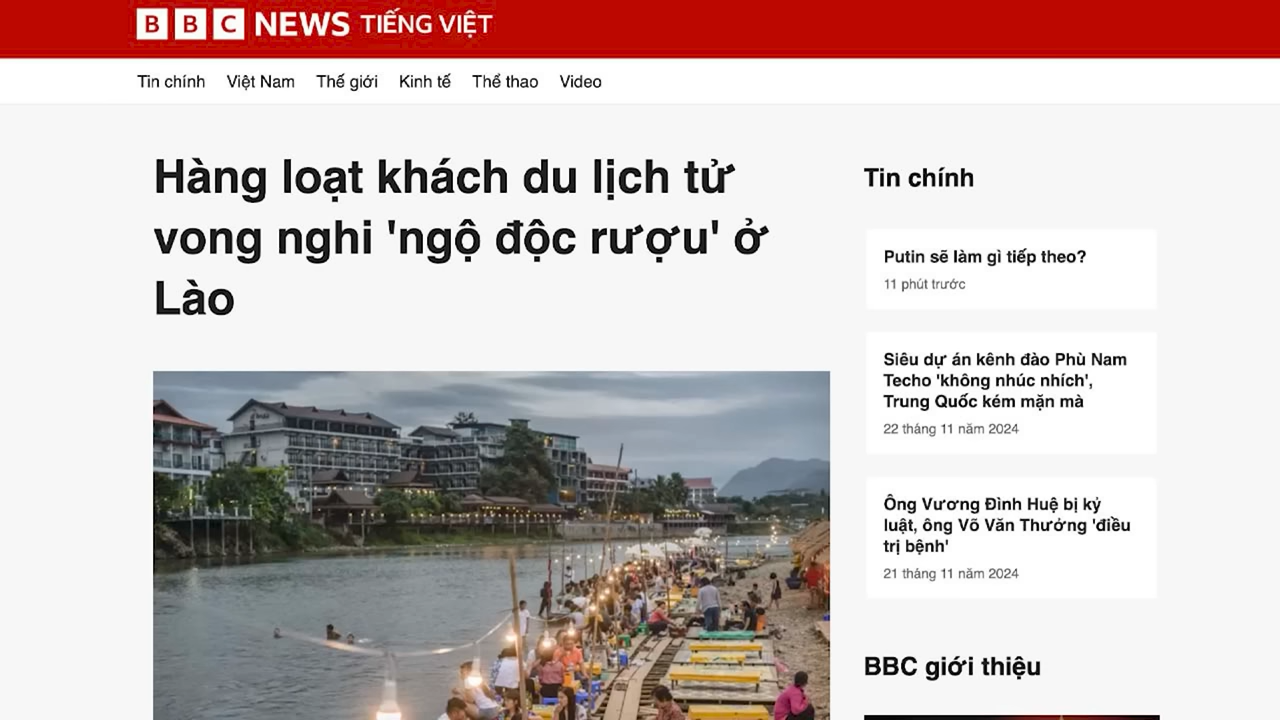 BBC NEWS TIẾNG VIỆT
Tin chính Việt Nam Thế giới Kinh tế Thể thao Video
Hàng loạt khách du lịch tử
vong nghi 'ngộ độc rượu' ở
Lào
Tin chính
Putin sẽ làm gì tiếp theo?
11 phút trước
Siêu dự án kênh đào Phù Nam
Techo 'không nhúc nhích',
Trung Quốc kém mặn mà
22 tháng 11 năm 2024
Ông Vương Đình Huệ bị kỷ
luật, ông Võ Văn Thưởng 'điều
trị bệnh'
21 tháng 11 năm 2024
BBC giới thiệu